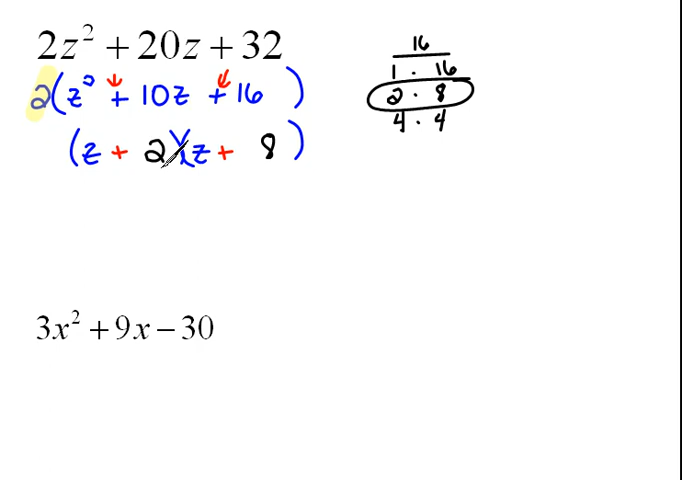 2z² + 20z + 32
2(z² + 10z + 16)
(z + 2)(z + 8)
16
1 · 16
2 · 8
4 · 4
3x² + 9x − 30